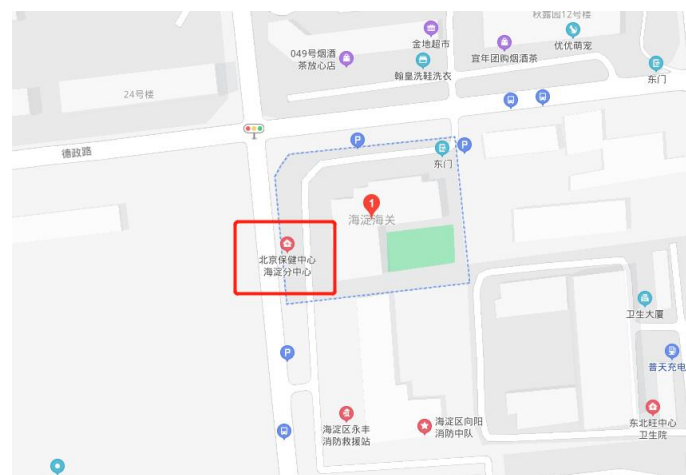 秋露园12号楼
金地超市
049号烟酒
茶放心店
宜年团购烟酒茶
优优萌宠
翰皇洗鞋洗衣
东门
24号楼
德政路
P
P
东门
1
海淀海关
北京保健中心
海淀分中心
卫生大厦
P
普天充电
海淀区永丰
消防救援站
海淀区向阳
消防中队
东北旺中心
卫生院